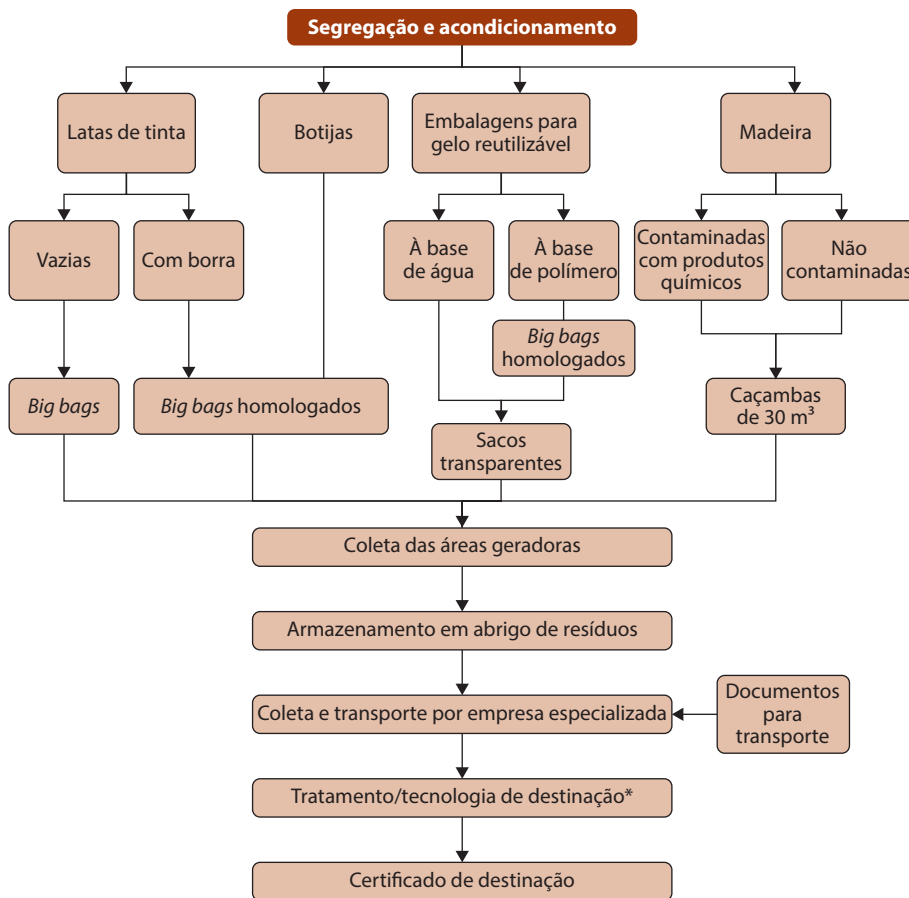 Segregação e acondicionamento
Latas de tinta
Botijas
Embalagens para
gelo reutilizável
Madeira
Vazias
Com borra
À base
de água
À base
de polímero
Contaminadas
com produtos
químicos
Não
contaminadas
Big bags
homologados
Big bags
Big bags homologados
Caçambas
de 30 m³
Sacos
transparentes
Coleta das áreas geradoras
Armazenamento em abrigo de resíduos
Coleta e transporte por empresa especializada
Documentos
para
transporte
Tratamento/tecnologia de destinação*
Certificado de destinação